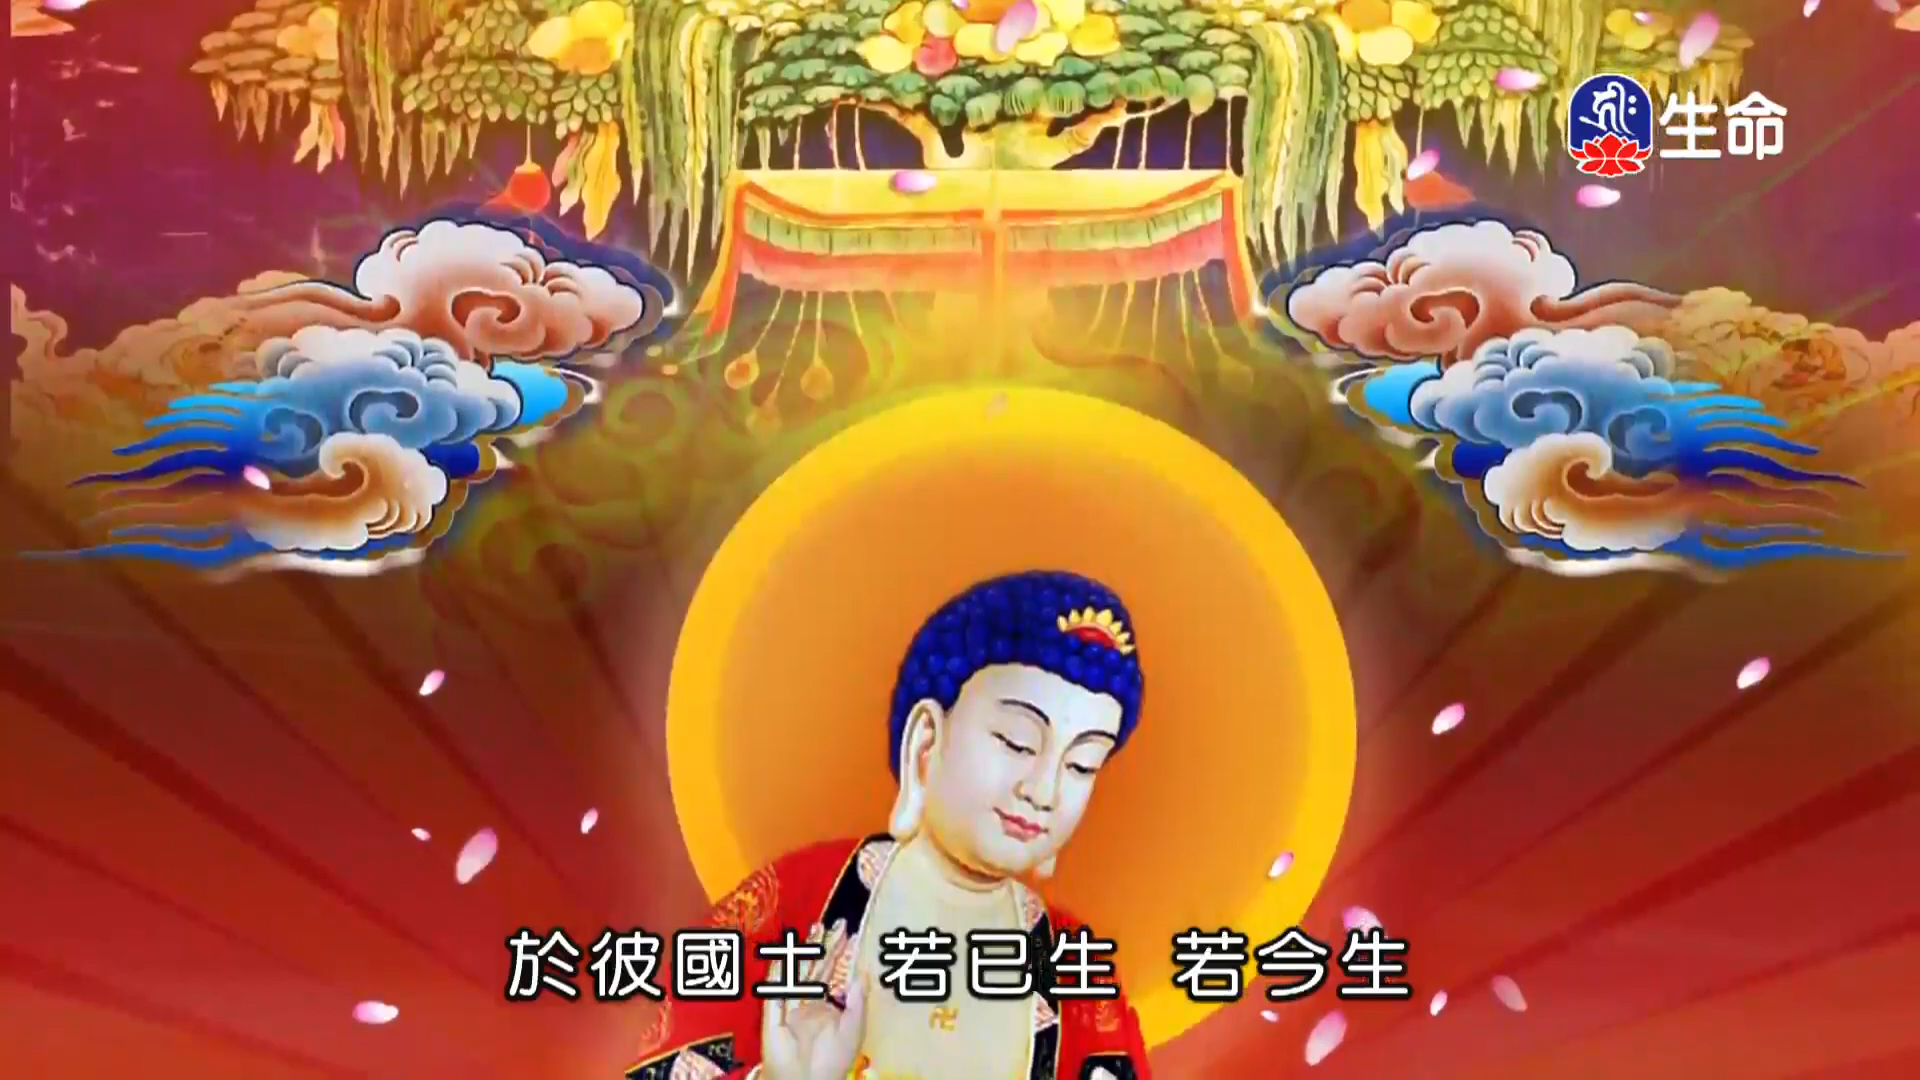 生命
於彼國土 若已生 若今生